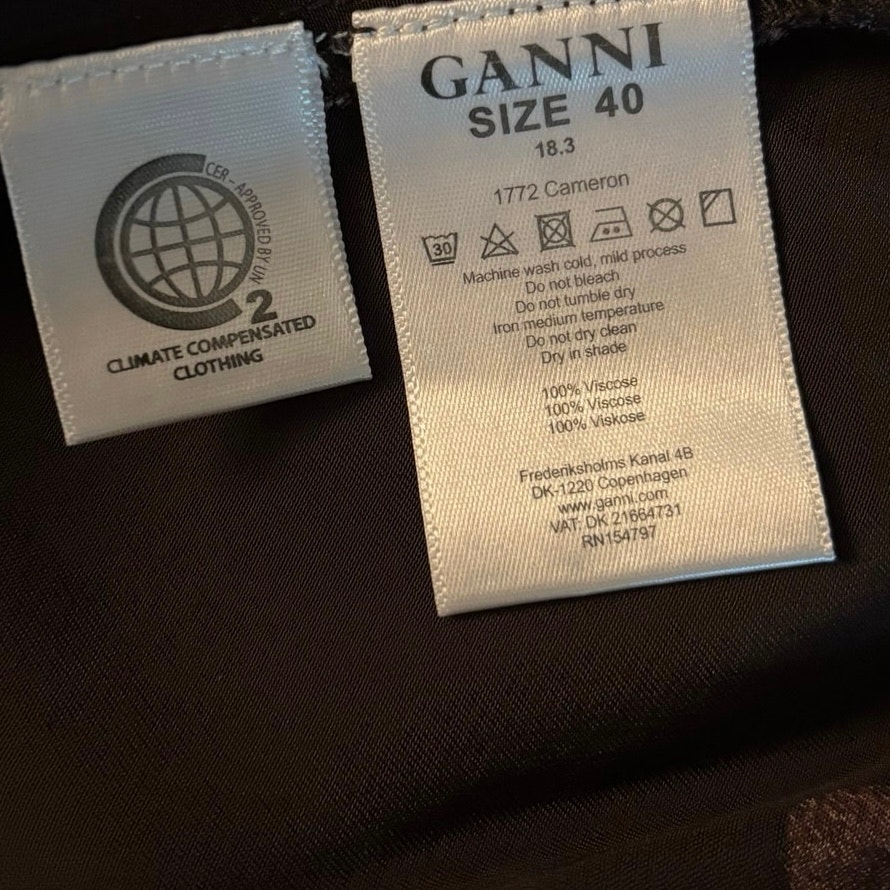 CER - APPROVED BY UN
2
CLIMATE COMPENSATED
CLOTHING
GANNI
SIZE 40
18.3
1772 Cameron
30
Machine wash cold, mild process
Do not bleach
Do not tumble dry
Iron medium temperature
Do not dry clean
Dry in shade
100% Viscose
100% Viscose
100% Viskose
Frederiksholms Kanal 4B
DK-1220 Copenhagen
www.ganni.com
VAT: DK 21664731
RN154797